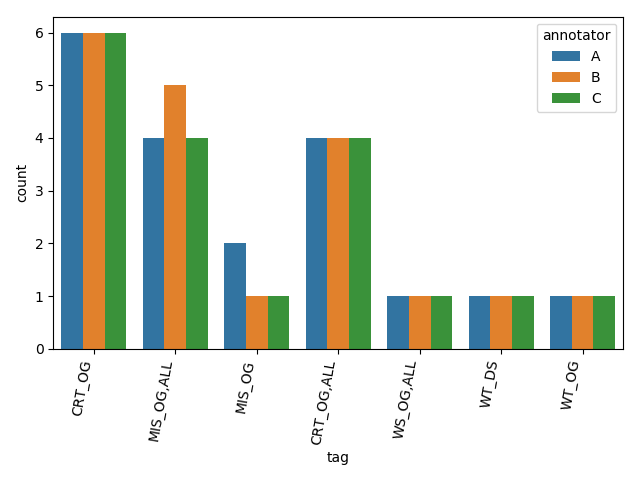 annotator
A
B
C
count
6
5
4
3
2
1
0
CRT_OG
MIS_OG,ALL
MIS_OG
CRT_OG,ALL
WS_OG,ALL
WT_DS
WT_OG
tag